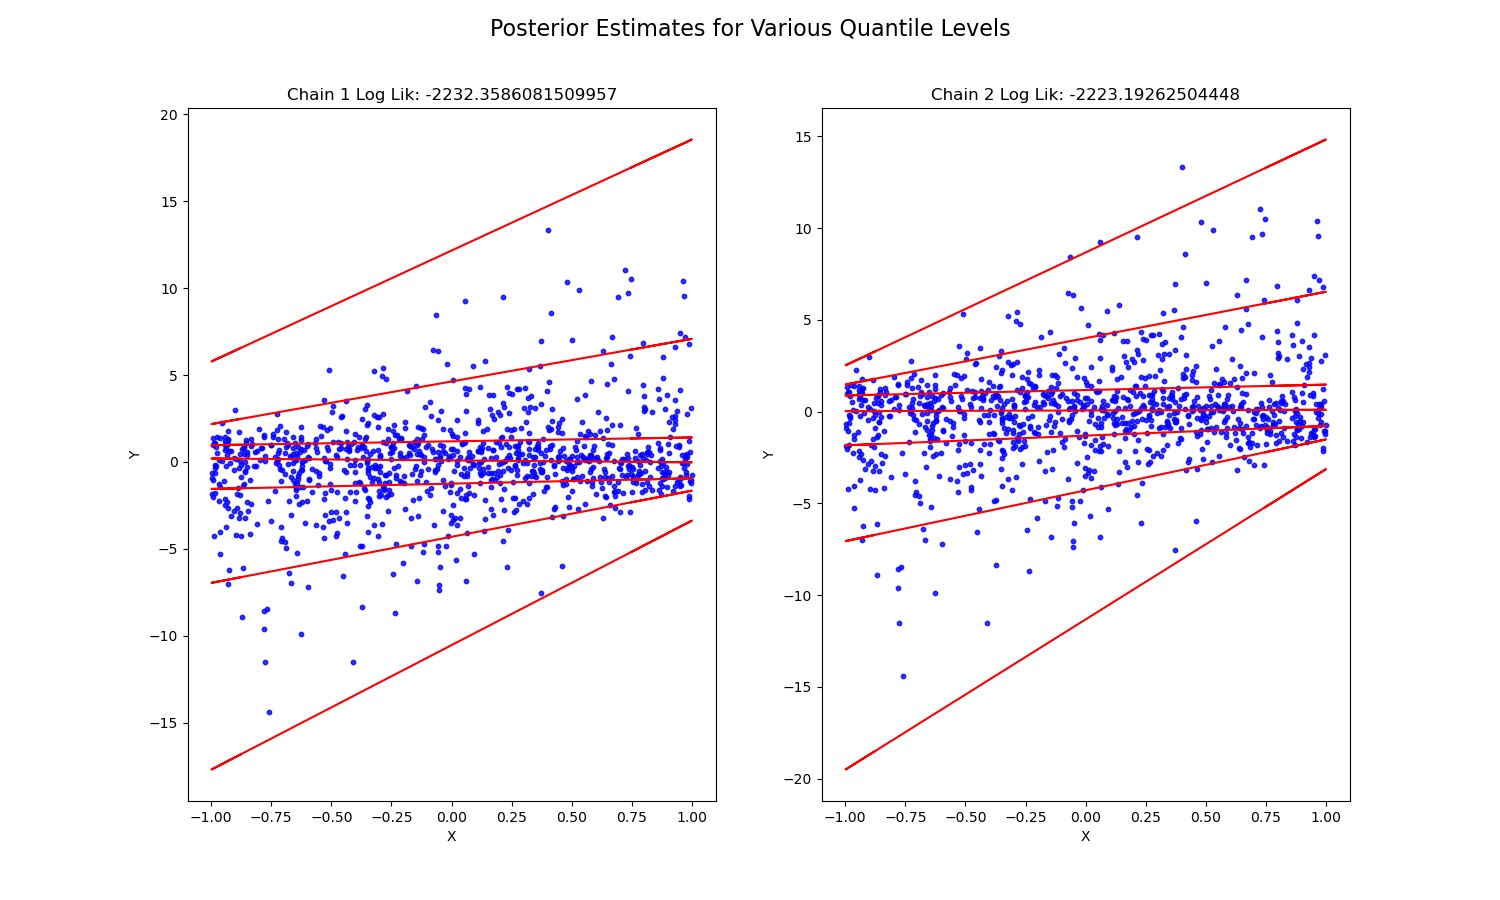 Posterior Estimates for Various Quantile Levels
Chain 1 Log Lik: -2232.3586081509957
20
15
10
5
0
−5
−10
−15
Y
−1.00 −0.75 −0.50 −0.25 0.00 0.25 0.50 0.75 1.00
X
Chain 2 Log Lik: -2223.19262504448
15
10
5
0
−5
−10
−15
−20
Y
−1.00 −0.75 −0.50 −0.25 0.00 0.25 0.50 0.75 1.00
X